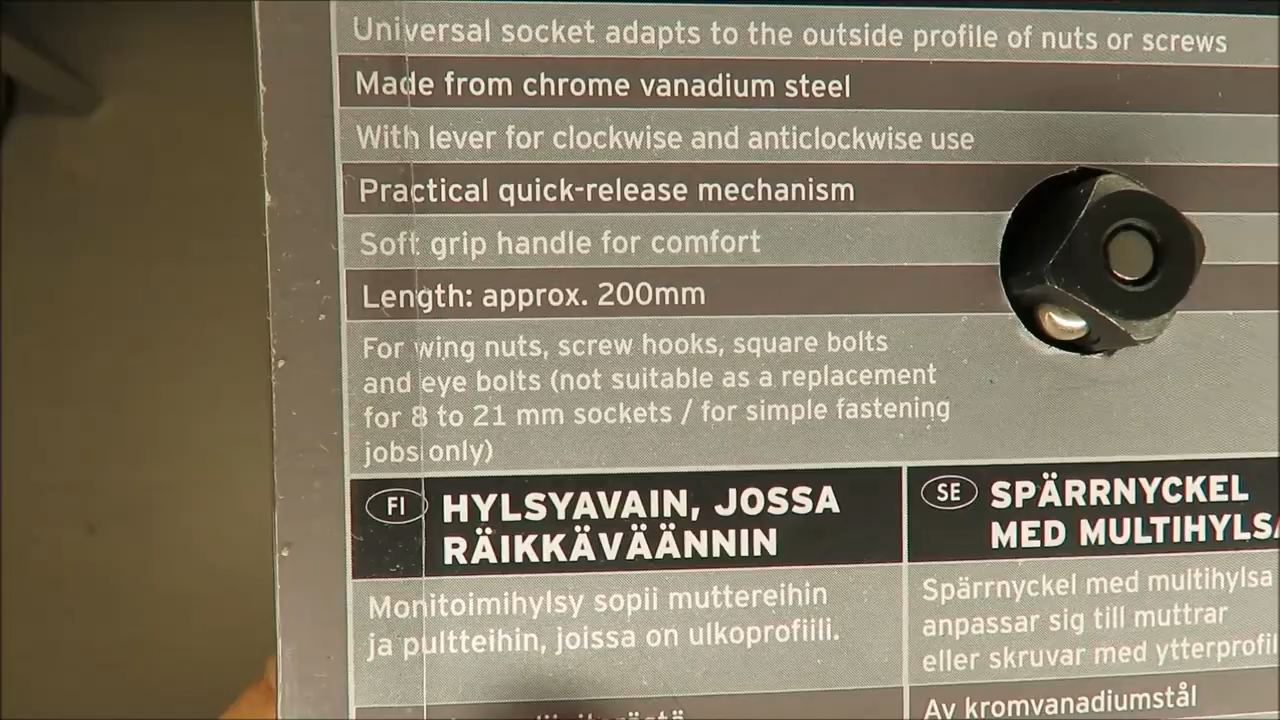 Universal socket adapts to the outside profile of nuts or screws
Made from chrome vanadium steel
With lever for clockwise and anticlockwise use
Practical quick-release mechanism
Soft grip handle for comfort
Length: approx. 200mm
For wing nuts, screw hooks, square bolts
and eye bolts (not suitable as a replacement
for 8 to 21 mm sockets / for simple fastening
jobs only)
FI HYLSYAVAIN, JOSSA
RÄIKKÄVÄÄNNIN
Monitoimihylsy sopii muttereihin
ja pultteihin, joissa on ulkoprofiili.
SE SPÄRRNYCKEL
MED MULTIHYLSA
Spärrnyckel med multihylsa
anpassar sig till muttrar
eller skruvar med ytterprofil
Av kromvanadiumstål